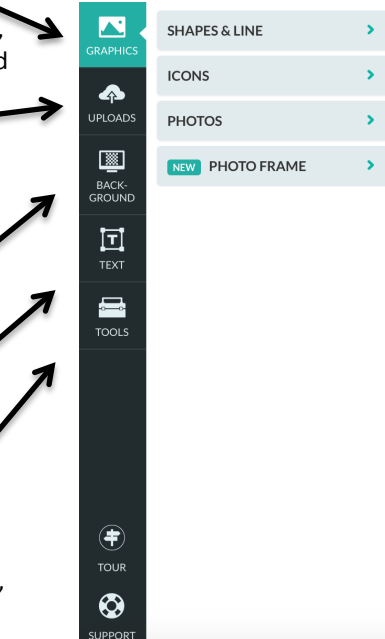 ,
d
GRAPHICS
UPLOADS
BACK-
GROUND
TEXT
TOOLS
TOUR
,
SUPPORT
SHAPES & LINE
ICONS
PHOTOS
NEW PHOTO FRAME